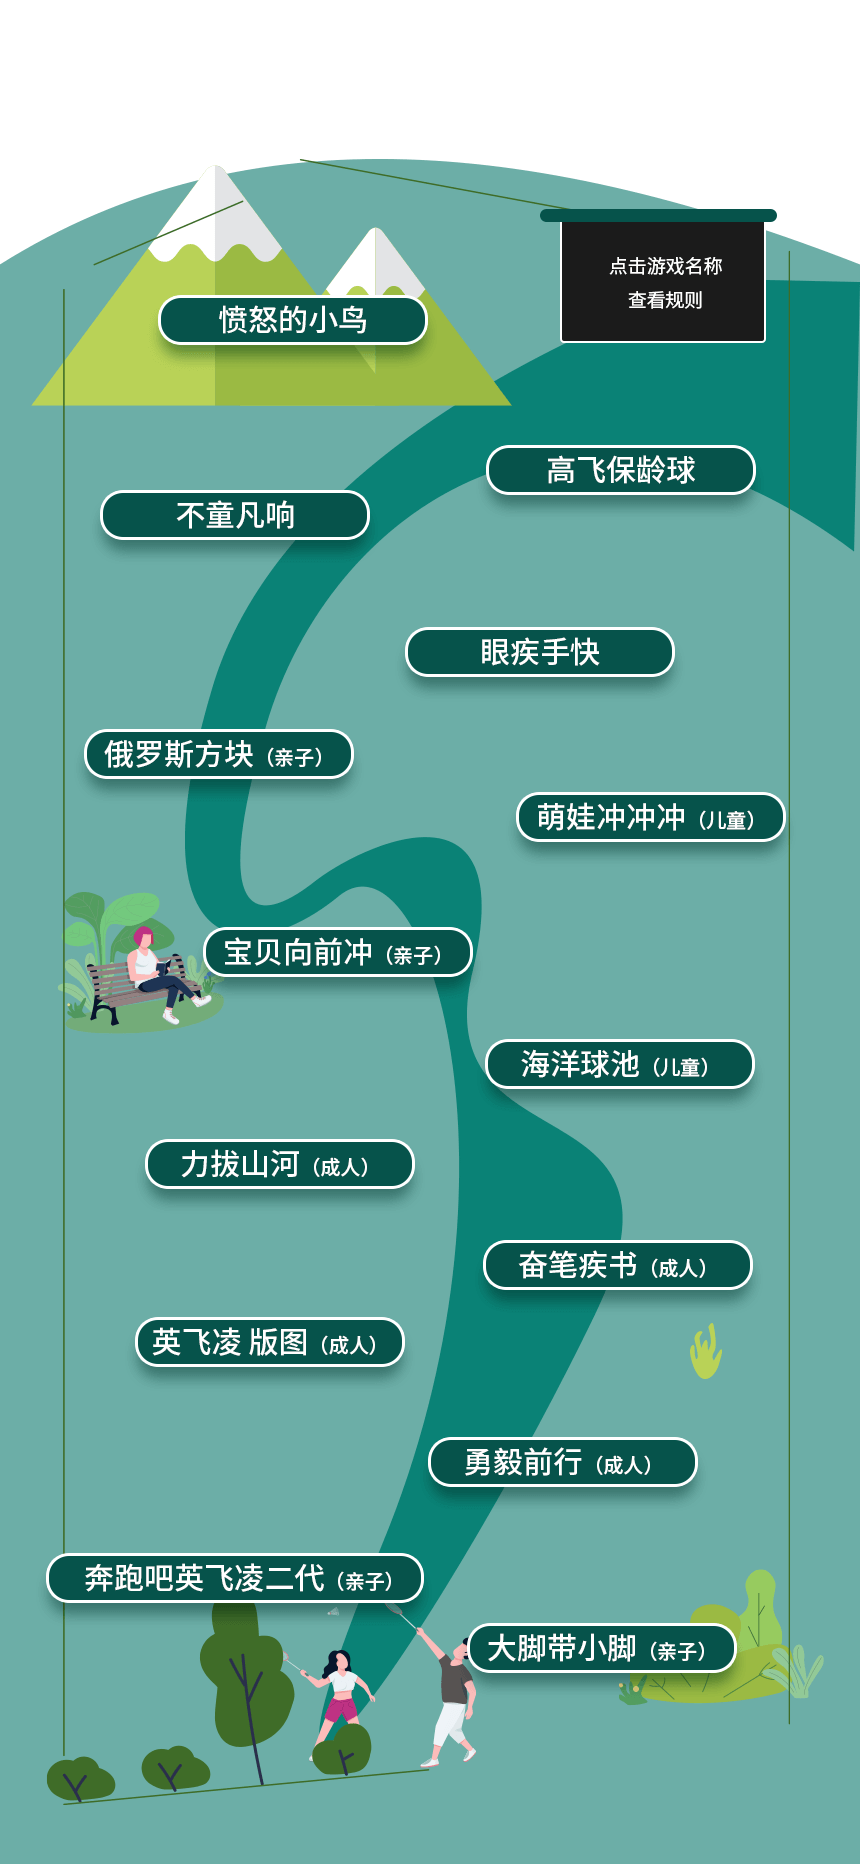 点击游戏名称
查看规则
愤怒的小鸟
高飞保龄球
不童凡响
眼疾手快
俄罗斯方块（亲子）
萌娃冲冲冲（儿童）
宝贝向前冲（亲子）
海洋球池（儿童）
力拔山河（成人）
奋笔疾书（成人）
英飞凌 版图（成人）
勇毅前行（成人）
奔跑吧英飞凌二代（亲子）
大脚带小脚（亲子）